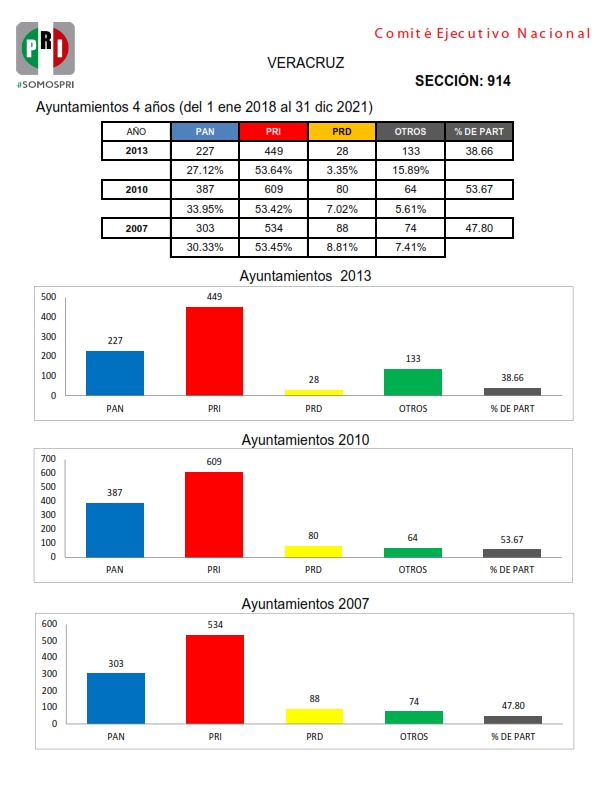 Comité Ejecutivo Nacional
PRI
#SOMOSPRI
VERACRUZ
SECCIÓN: 914
Ayuntamientos 4 años (del 1 ene 2018 al 31 dic 2021)
AÑO PAN PRI PRD OTROS % DE PART
2013 227 449 28 133 38.66
27.12% 53.64% 3.35% 15.89%
2010 387 609 80 64 53.67
33.95% 53.42% 7.02% 5.61%
2007 303 534 88 74 47.80
30.33% 53.45% 8.81% 7.41%
Ayuntamientos 2013
500
400
300
200
100
0
227 449 28 133 38.66
PAN PRI PRD OTROS % DE PART
Ayuntamientos 2010
700
600
500
400
300
200
100
0
387 609 80 64 53.67
PAN PRI PRD OTROS % DE PART
Ayuntamientos 2007
600
500
400
300
200
100
0
303 534 88 74 47.80
PAN PRI PRD OTROS % DE PART